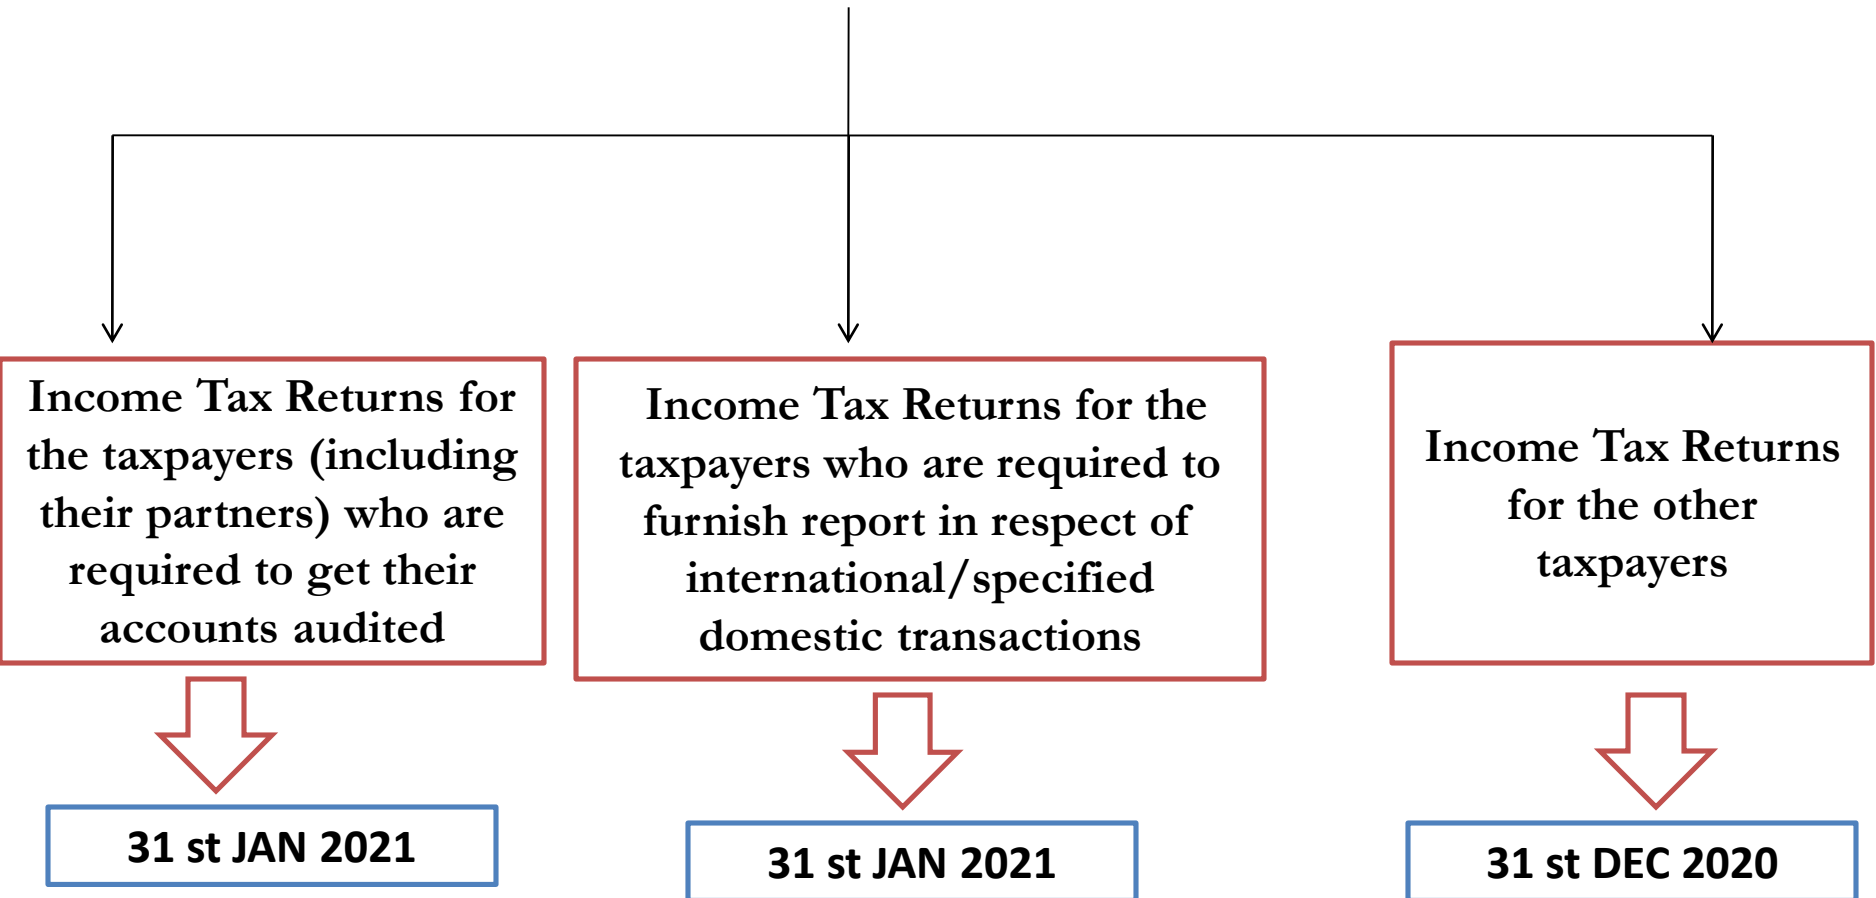 Income Tax Returns for
the taxpayers (including
their partners) who are
required to get their
accounts audited
31 st JAN 2021
Income Tax Returns for the
taxpayers who are required to
furnish report in respect of
international/specified
domestic transactions
31 st JAN 2021
Income Tax Returns
for the other
taxpayers
31 st DEC 2020